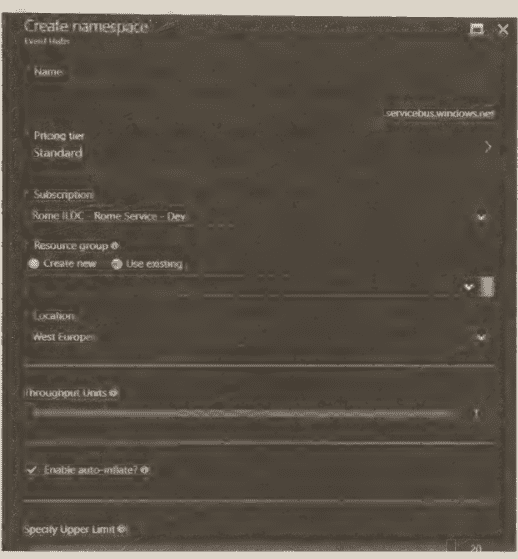 Create namespace
Event Hubs
Name
.servicebus.windows.net
Pricing tier
Standard
Subscription
Rome ILDC - Rome Service - Dev
Resource group
Create new Use existing
Location
West Europe
Throughput Units
1
Enable auto-inflate?
Specify Upper Limit
20